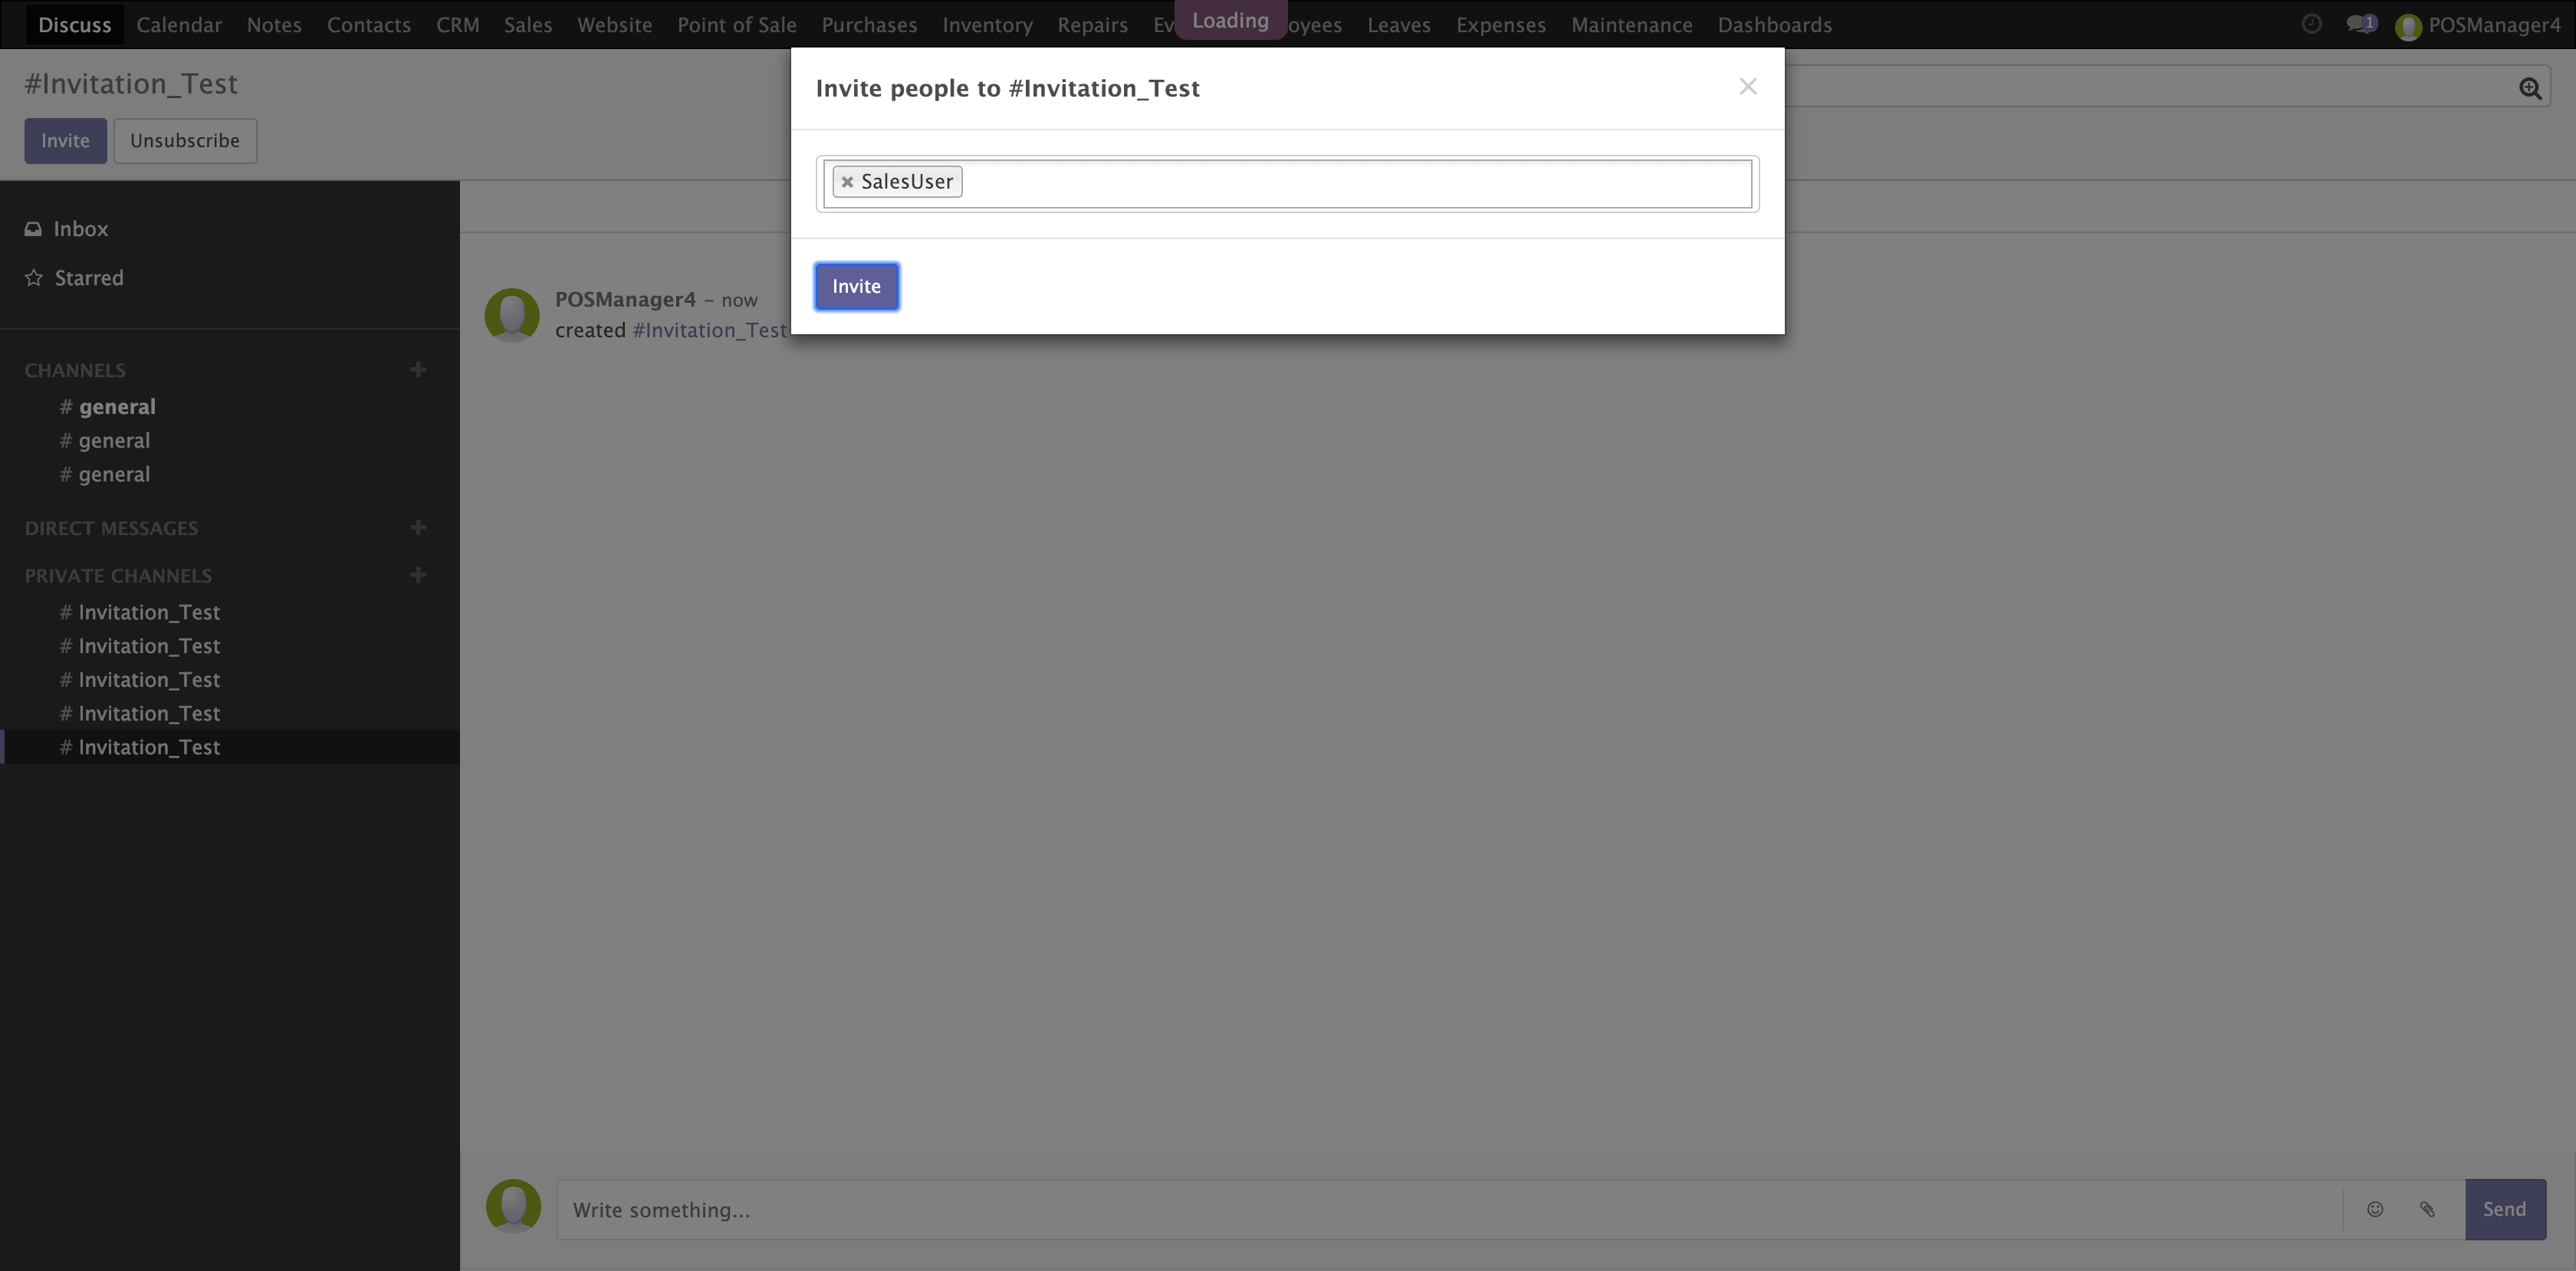 Discuss Calendar Notes Contacts CRM Sales Website Point of Sale Purchases Inventory Repairs Ev Loading oyees Leaves Expenses Maintenance Dashboards 1 POSManager4
#Invitation_Test
Invite Unsubscribe
Invite people to #Invitation_Test
SalesUser
Invite
Inbox
Starred
CHANNELS
# general
# general
# general
DIRECT MESSAGES
PRIVATE CHANNELS
# Invitation_Test
# Invitation_Test
# Invitation_Test
# Invitation_Test
# Invitation_Test
POSManager4 – now
created #Invitation_Test
Write something...
Send